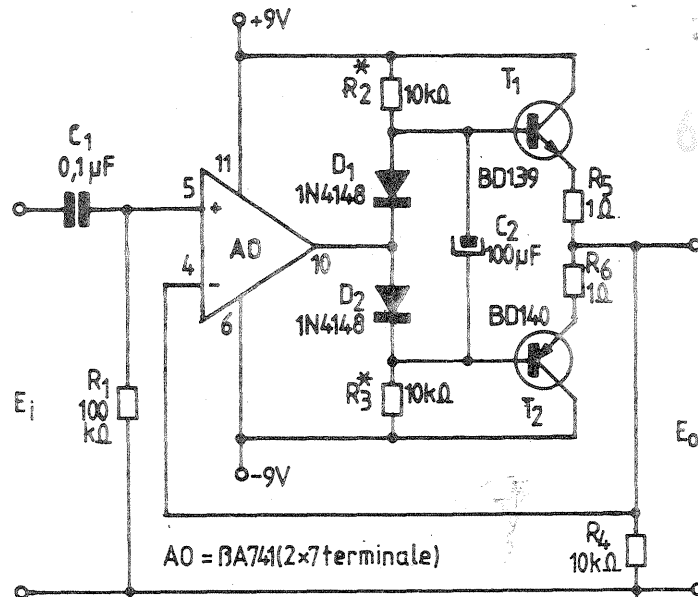 +9V
R2*
10kΩ
T1
C1
0,1µF
11
5
+
D1
1N4148
BD139
R5
1Ω
AO
10
C2
100µF
4
-
6
D2
1N4148
R6
1Ω
BD140
R1
100
kΩ
R3*
10kΩ
T2
Ei
Eo
-9V
AO = βA741(2×7terminale)
R4
10kΩ